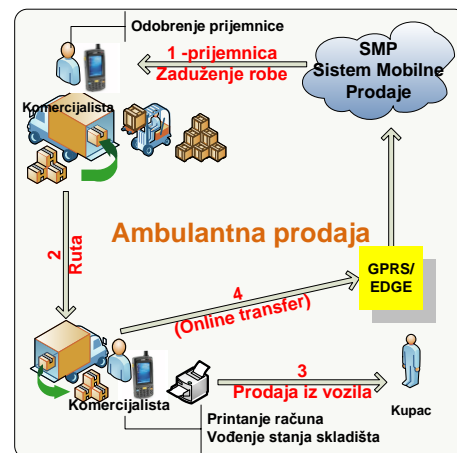 Odobrenje prijemnice
1 -prijemnica
Zaduženje robe
SMP
Sistem Mobilne
Prodaje
Komercijalista
2
Ruta
Ambulantna prodaja
GPRS/
EDGE
4
(Online transfer)
3
Prodaja iz vozila
Komercijalista
Kupac
Printanje računa
Vođenje stanja skladišta